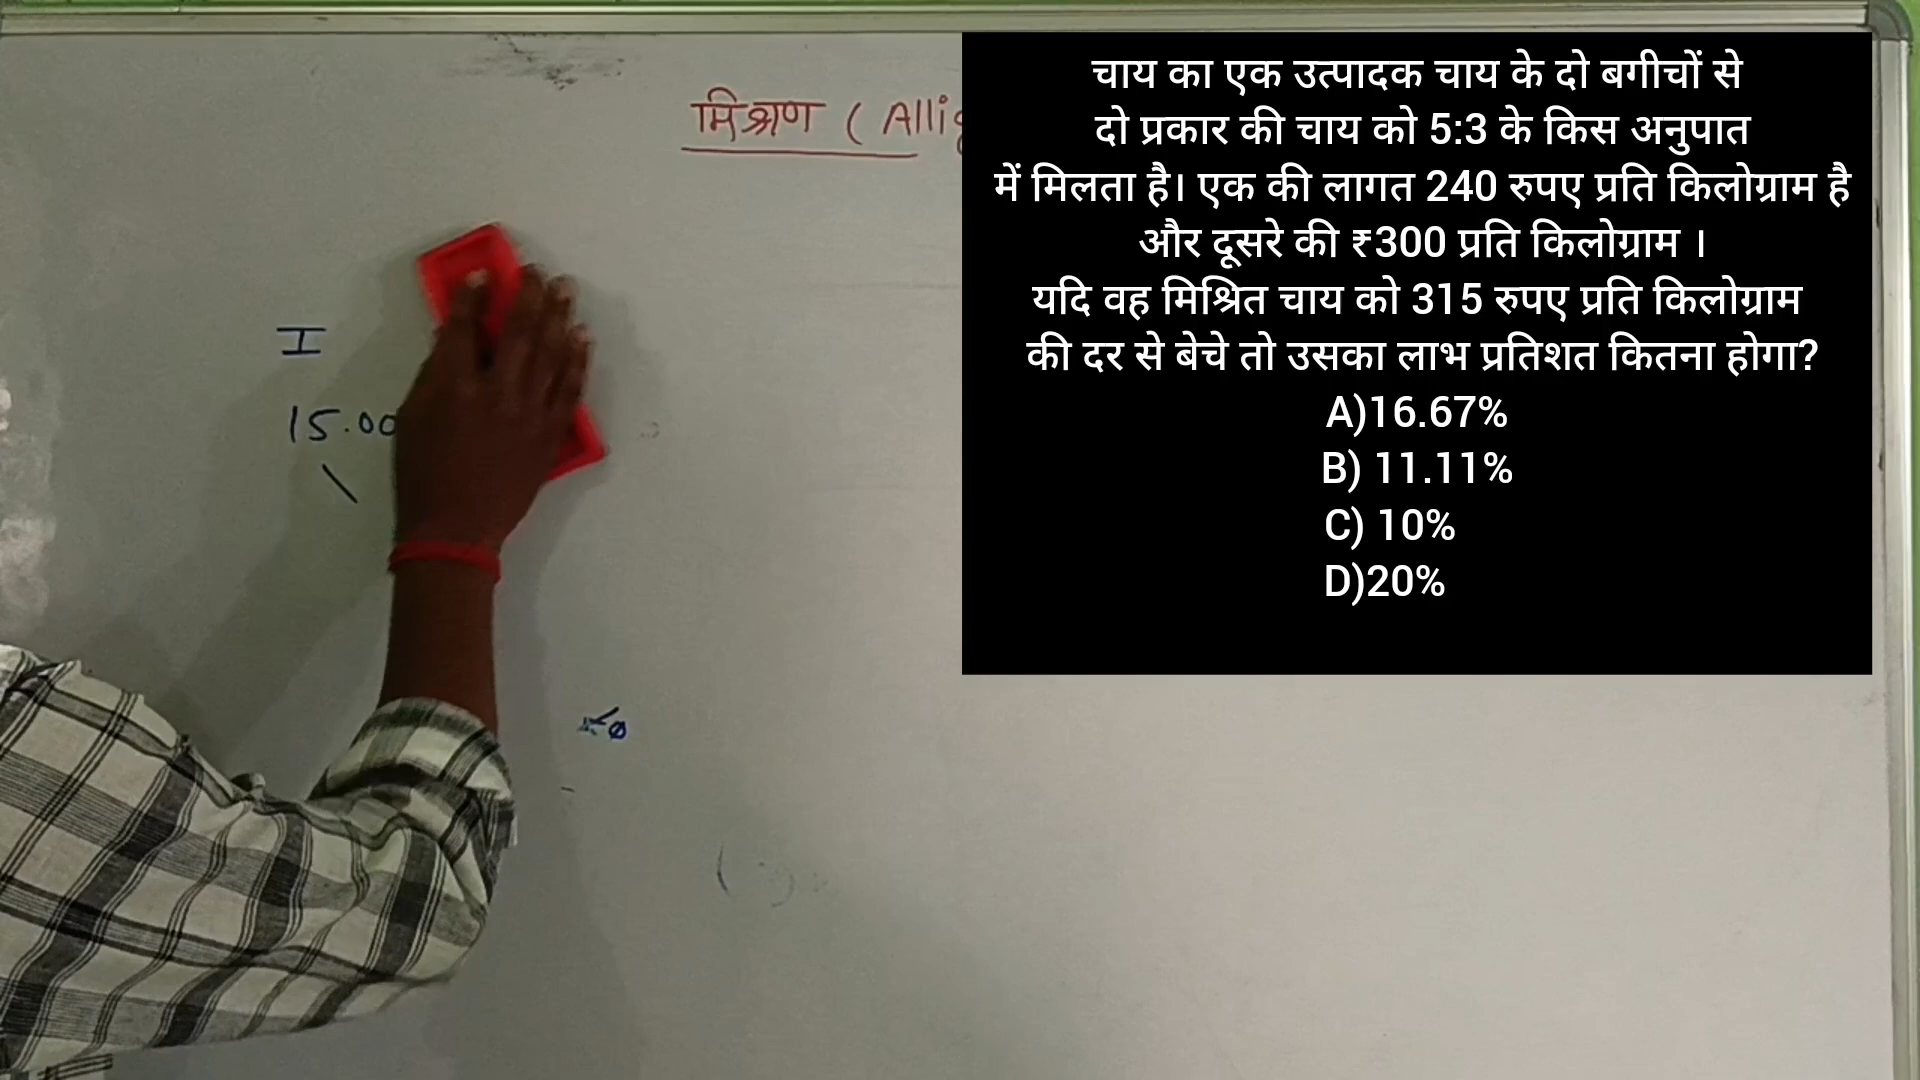 मिश्रण ( Allig
I
15.00
चाय का एक उत्पादक चाय के दो बगीचों से
दो प्रकार की चाय को 5:3 के किस अनुपात
में मिलता है। एक की लागत 240 रुपए प्रति किलोग्राम है
और दूसरे की ₹300 प्रति किलोग्राम ।
यदि वह मिश्रित चाय को 315 रुपए प्रति किलोग्राम
की दर से बेचे तो उसका लाभ प्रतिशत कितना होगा?
A)16.67%
B) 11.11%
C) 10%
D)20%